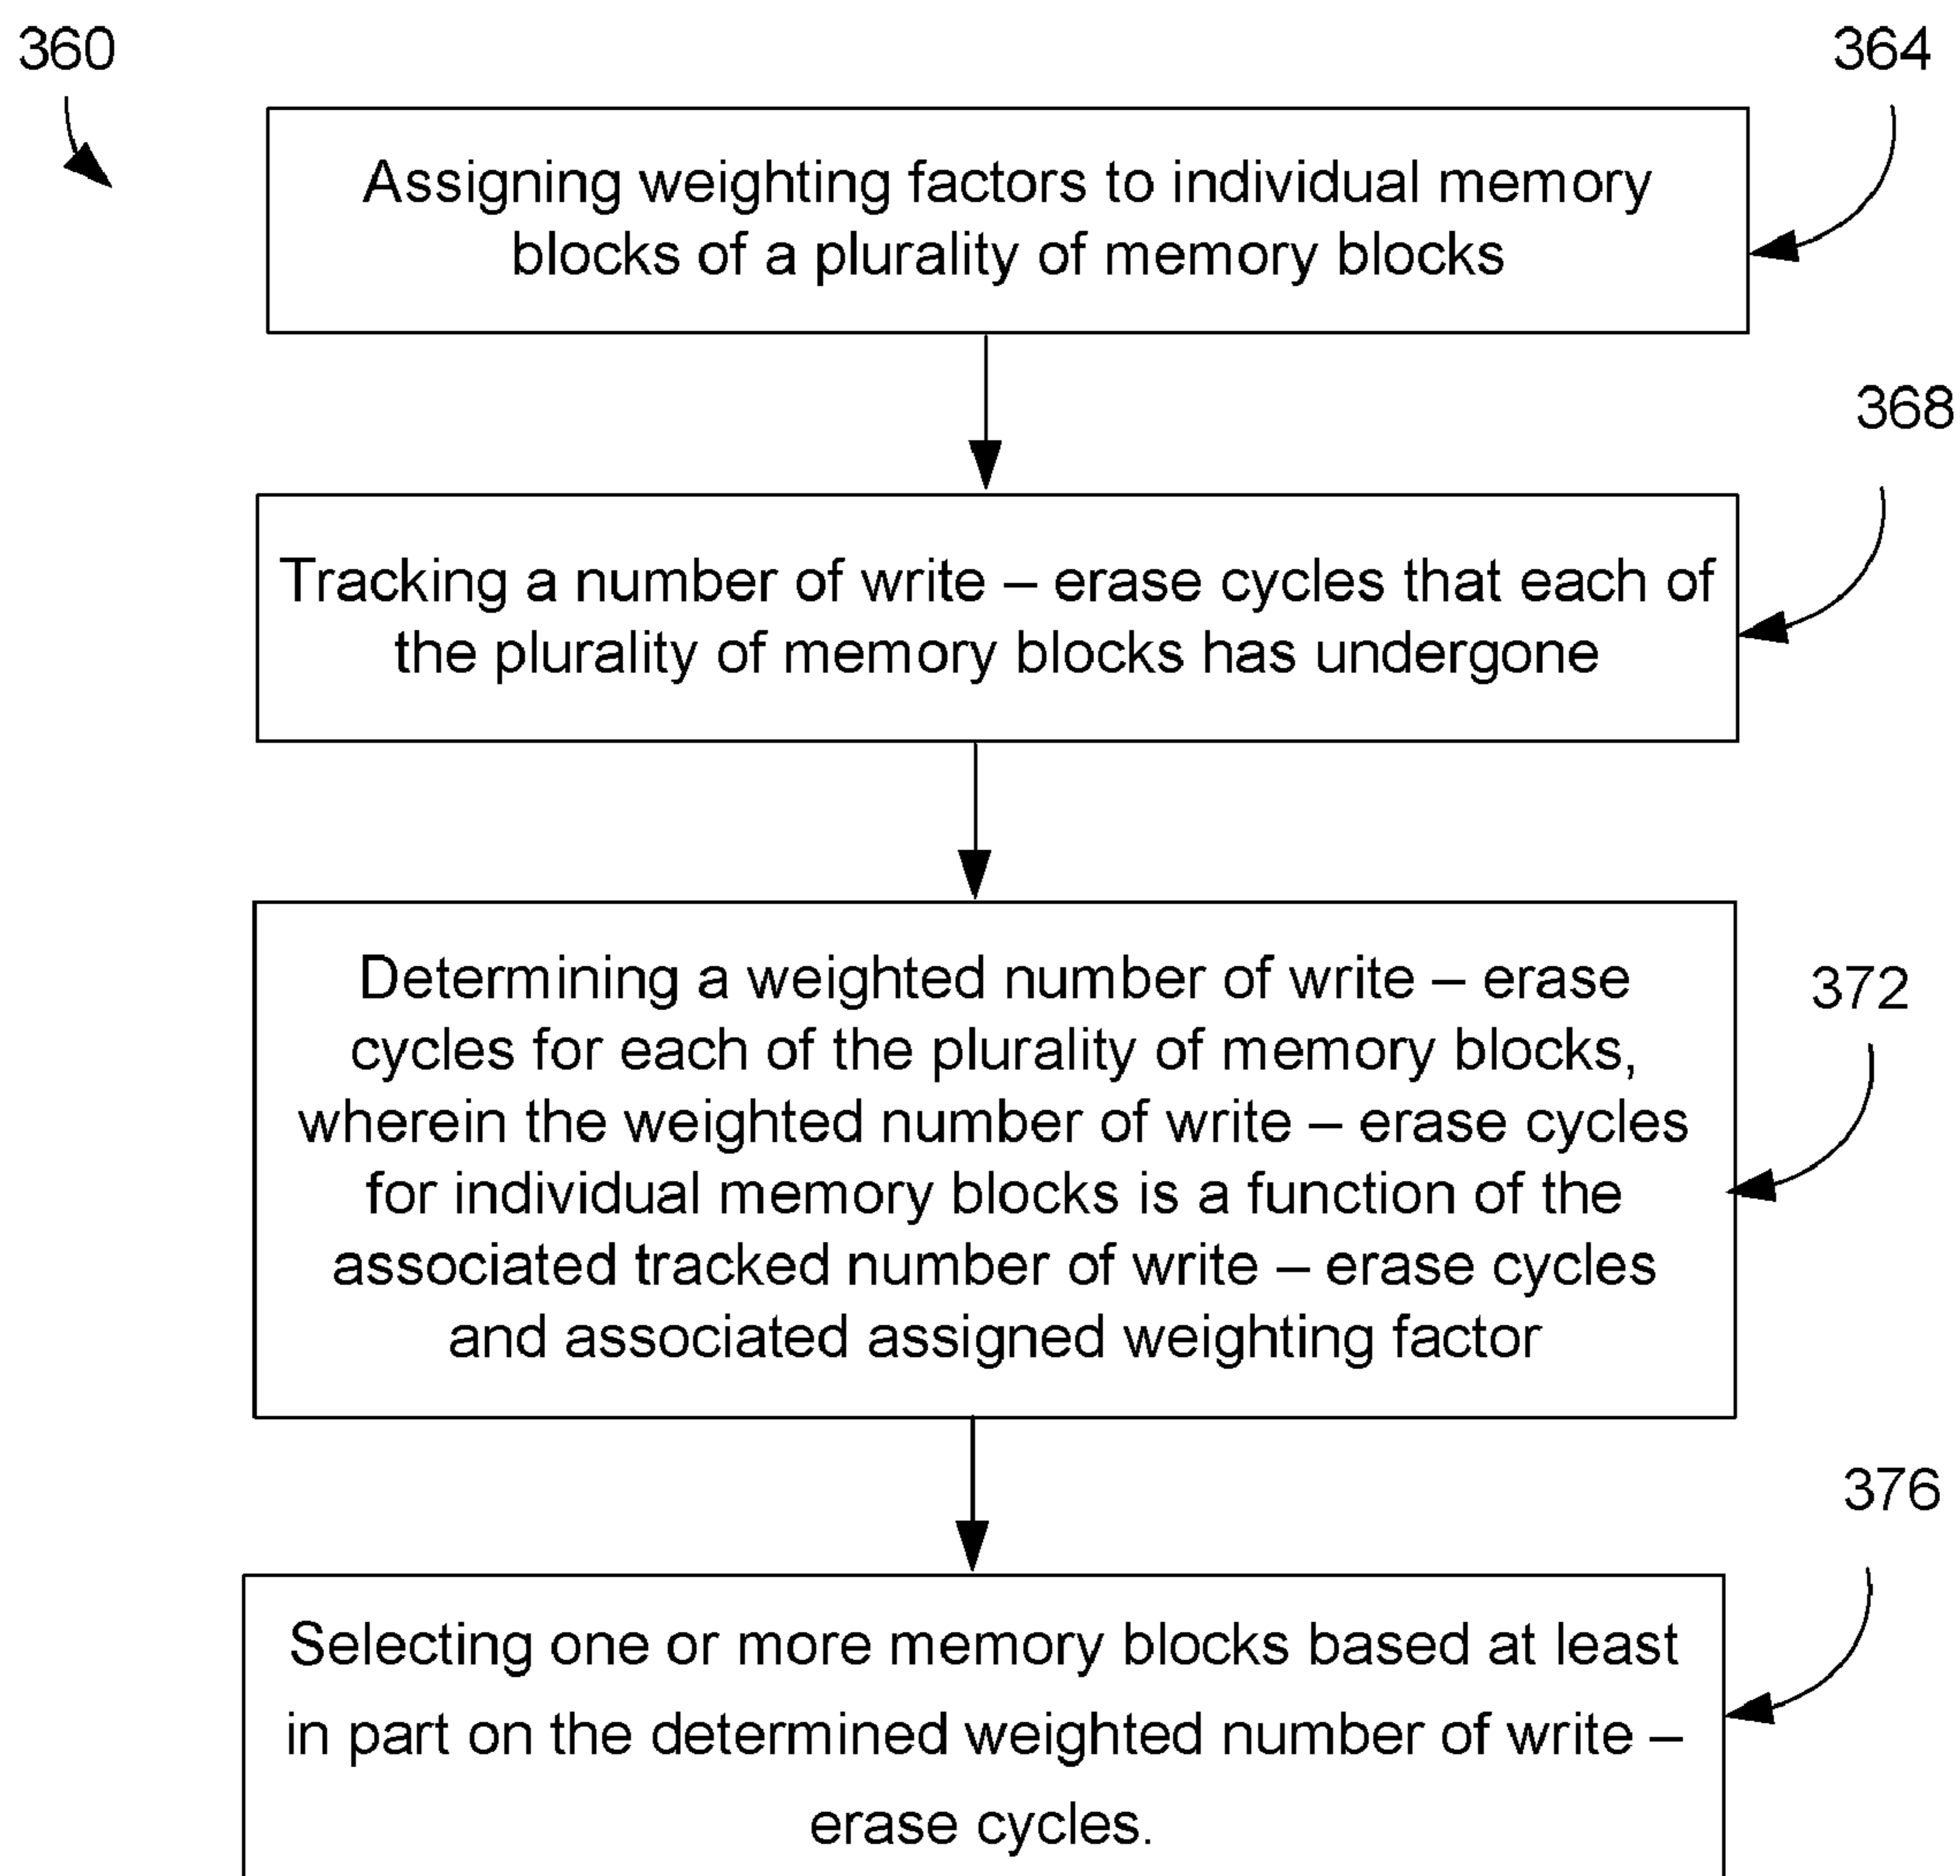 360
364
Assigning weighting factors to individual memory
blocks of a plurality of memory blocks
368
Tracking a number of write – erase cycles that each of
the plurality of memory blocks has undergone
372
Determining a weighted number of write – erase
cycles for each of the plurality of memory blocks,
wherein the weighted number of write – erase cycles
for individual memory blocks is a function of the
associated tracked number of write – erase cycles
and associated assigned weighting factor
376
Selecting one or more memory blocks based at least
in part on the determined weighted number of write –
erase cycles.